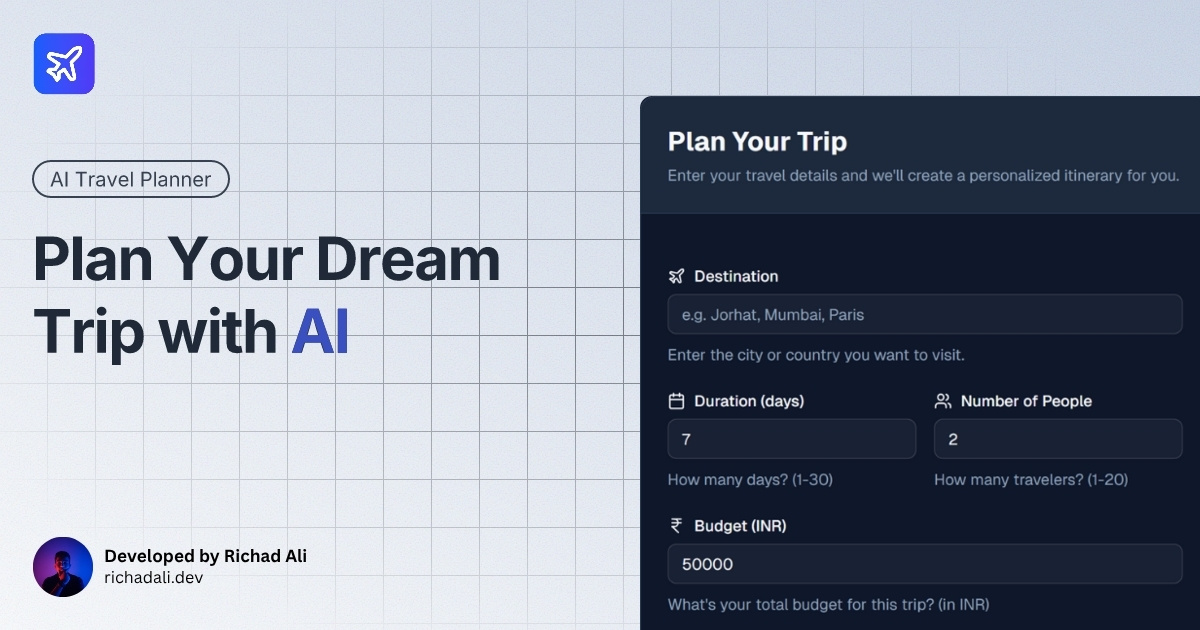 AI Travel Planner
Plan Your Dream
Trip with AI
Developed by Richad Ali
richadali.dev
Plan Your Trip
Enter your travel details and we'll create a personalized itinerary for you.
Destination
e.g. Jorhat, Mumbai, Paris
Enter the city or country you want to visit.
Duration (days)
7
How many days? (1-30)
Number of People
2
How many travelers? (1-20)
₹ Budget (INR)
50000
What's your total budget for this trip? (in INR)